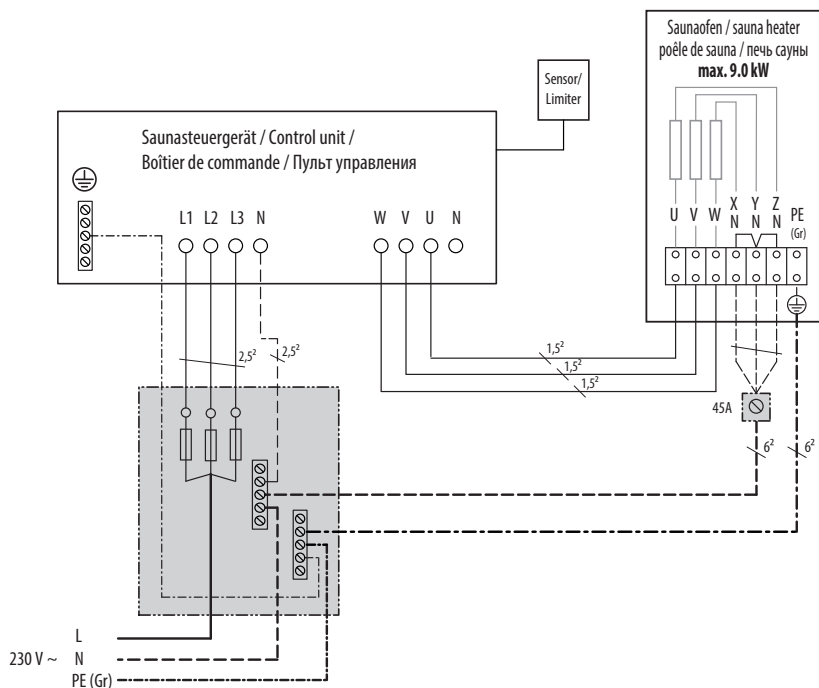 Saunaofen / sauna heater
poêle de sauna / печь сауны
max. 9.0 kW
Sensor/
Limiter
Saunasteuergerät / Control unit /
Boîtier de commande / Пульт управления
L1 L2 L3 N
W V U N
U V W X Y Z PE
N N N (Gr)
2,5² 2,5²
1,5²
1,5²
1,5²
45A
6² 6²
L
230 V ~ N
PE (Gr)